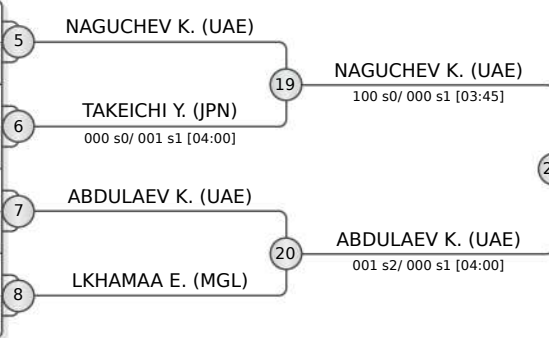 NAGUCHEV K. (UAE)
5
19
NAGUCHEV K. (UAE)
100 s0/ 000 s1 [03:45]
TAKEICHI Y. (JPN)
6
000 s0/ 001 s1 [04:00]
ABDULAEV K. (UAE)
7
20
ABDULAEV K. (UAE)
001 s2/ 000 s1 [04:00]
LKHAMAA E. (MGL)
8